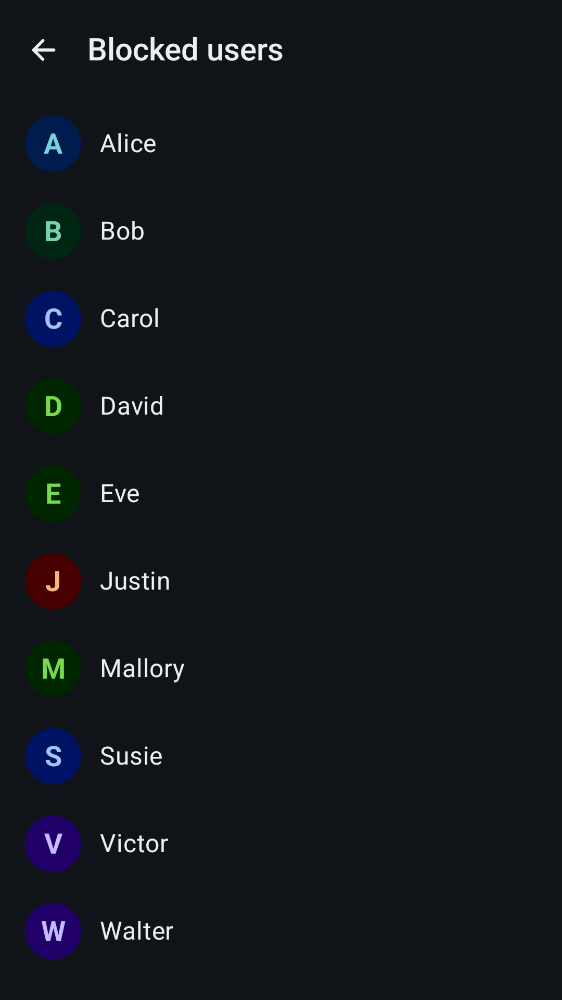 Blocked users
A Alice
B Bob
C Carol
D David
E Eve
J Justin
M Mallory
S Susie
V Victor
W Walter